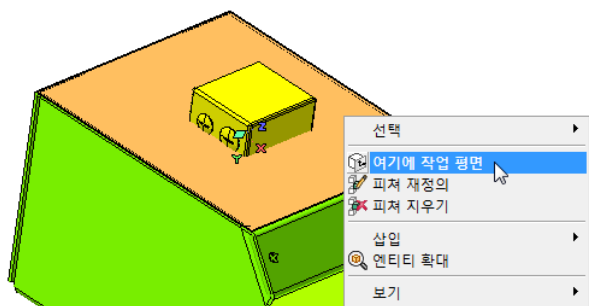 선택
여기에 작업 평면
피쳐 재정의
피쳐 지우기
삽입
엔티티 확대
보기
Z
X
Y